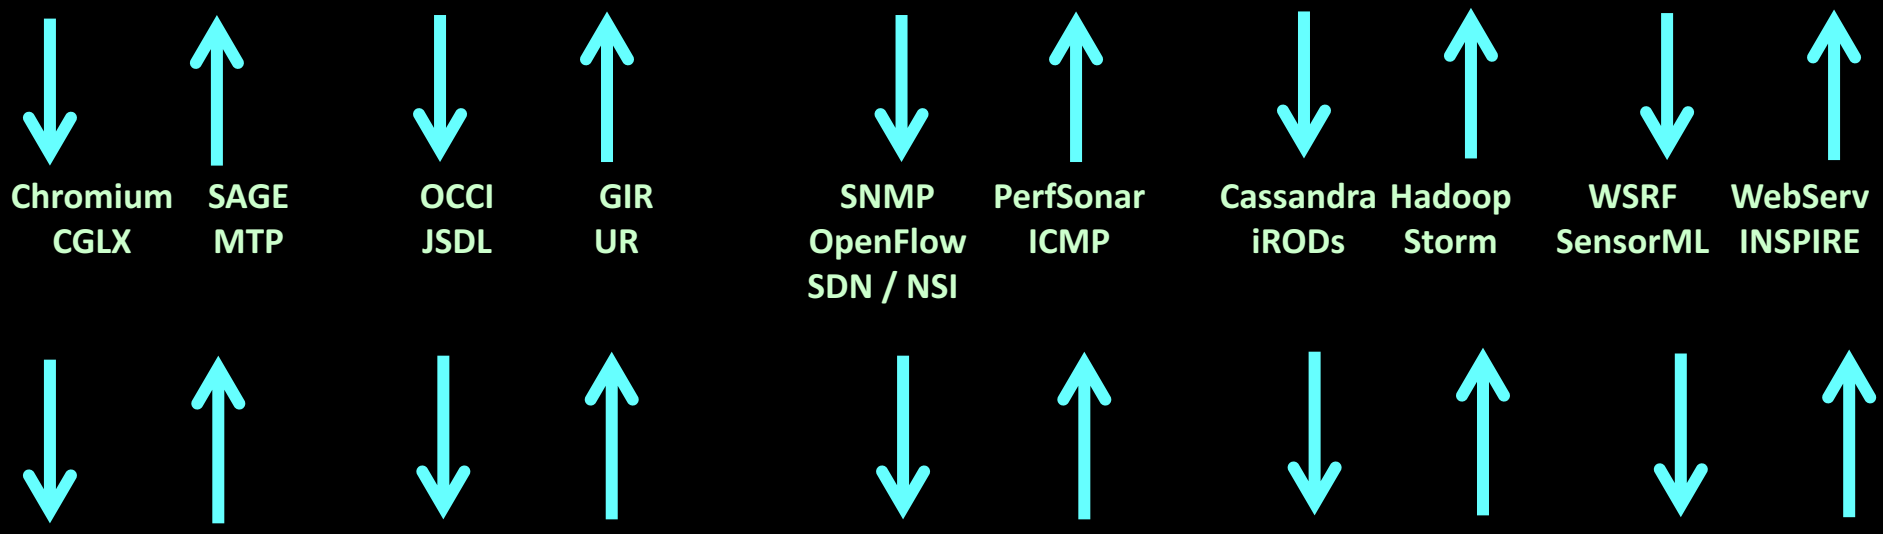 Chromium SAGE OCCI GIR SNMP PerfSonar Cassandra Hadoop WSRF WebServ
CGLX MTP JSDL UR OpenFlow ICMP iRODs Storm SensorML INSPIRE
SDN / NSI